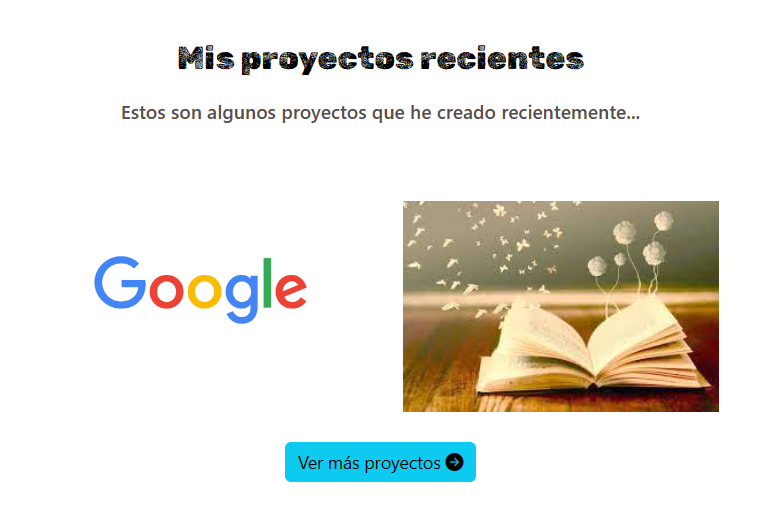 Mis proyectos recientes
Estos son algunos proyectos que he creado recientemente...
Google
Ver más proyectos